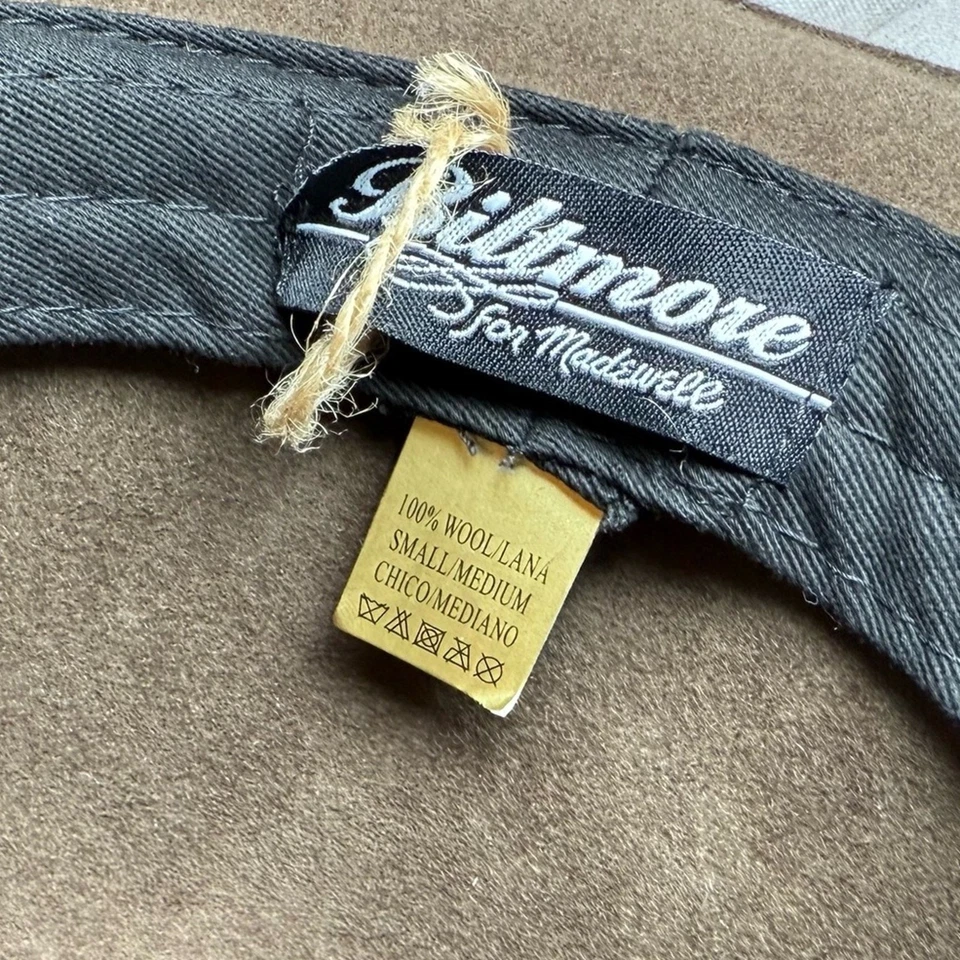 Biltmore
for Madewell
100% WOOL/LANA
SMALL/MEDIUM
CHICO/MEDIANO